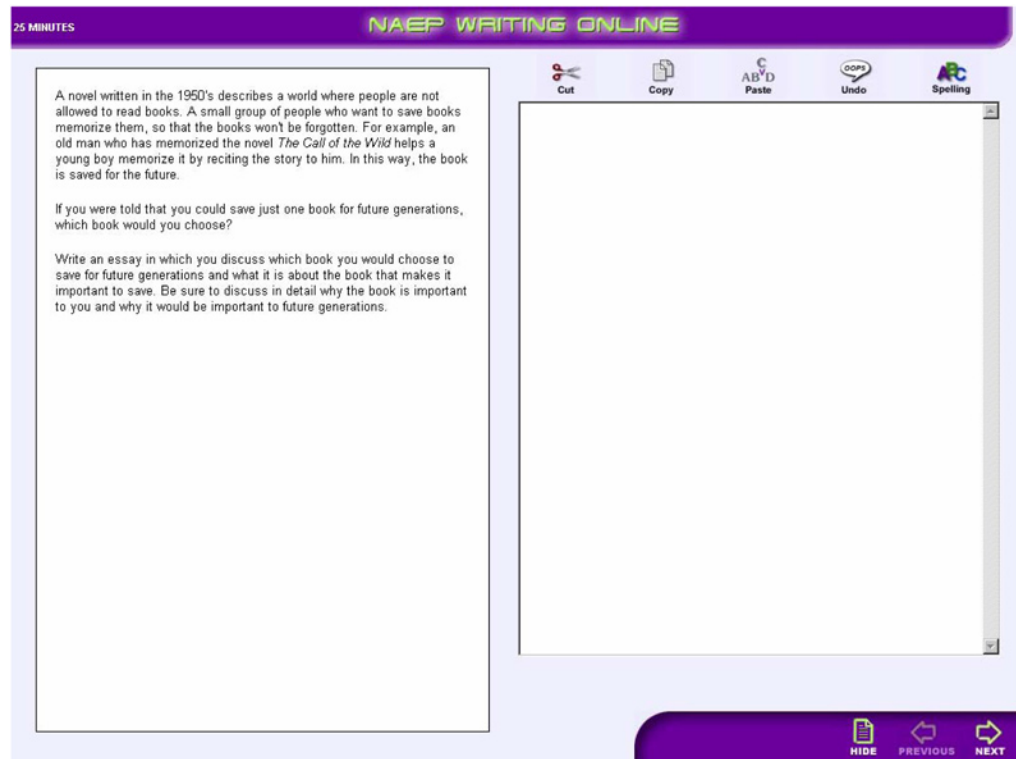 25 MINUTES
NAEP WRITING ONLINE
A novel written in the 1950's describes a world where people are not
allowed to read books. A small group of people who want to save books
memorize them, so that the books won't be forgotten. For example, an
old man who has memorized the novel The Call of the Wild helps a
young boy memorize it by reciting the story to him. In this way, the book
is saved for the future.
If you were told that you could save just one book for future generations,
which book would you choose?
Write an essay in which you discuss which book you would choose to
save for future generations and what it is about the book that makes it
important to save. Be sure to discuss in detail why the book is important
to you and why it would be important to future generations.
Cut
Copy
C
ABVD
Paste
OOPS
Undo
ABC
Spelling
HIDE
PREVIOUS
NEXT